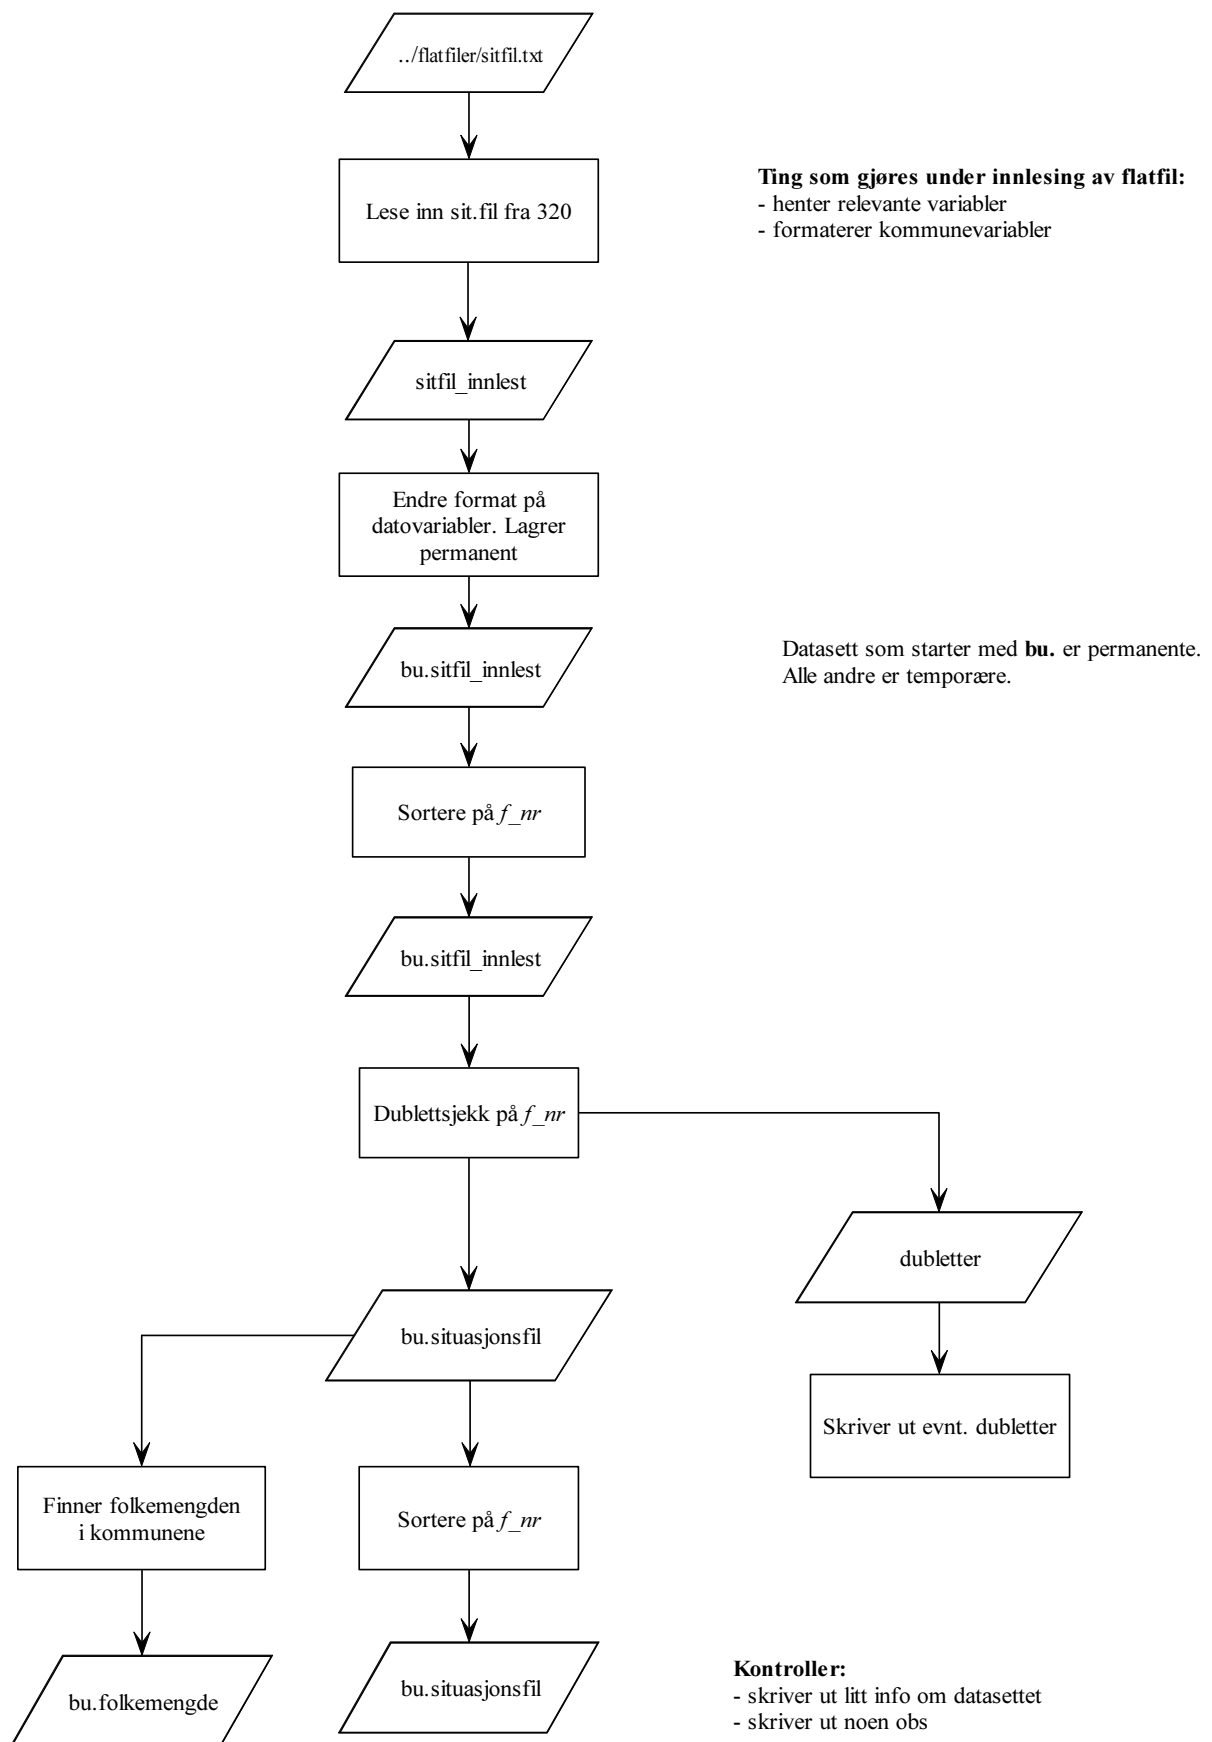 ../flatfiler/sitfil.txt
Lese inn sit.fil fra 320
Ting som gjøres under innlesing av flatfil:
- henter relevante variabler
- formaterer kommunevariabler
sitfil_innlest
Endre format på
datovariabler. Lagrer
permanent
bu.sitfil_innlest
Datasett som starter med bu. er permanente.
Alle andre er temporære.
Sortere på f_nr
bu.sitfil_innlest
Dublettsjekk på f_nr
dubletter
bu.situasjonsfil
Skriver ut evnt. dubletter
Finner folkemengden
i kommunene
Sortere på f_nr
bu.folkemengde
bu.situasjonsfil
Kontroller:
- skriver ut litt info om datasettet
- skriver ut noen obs